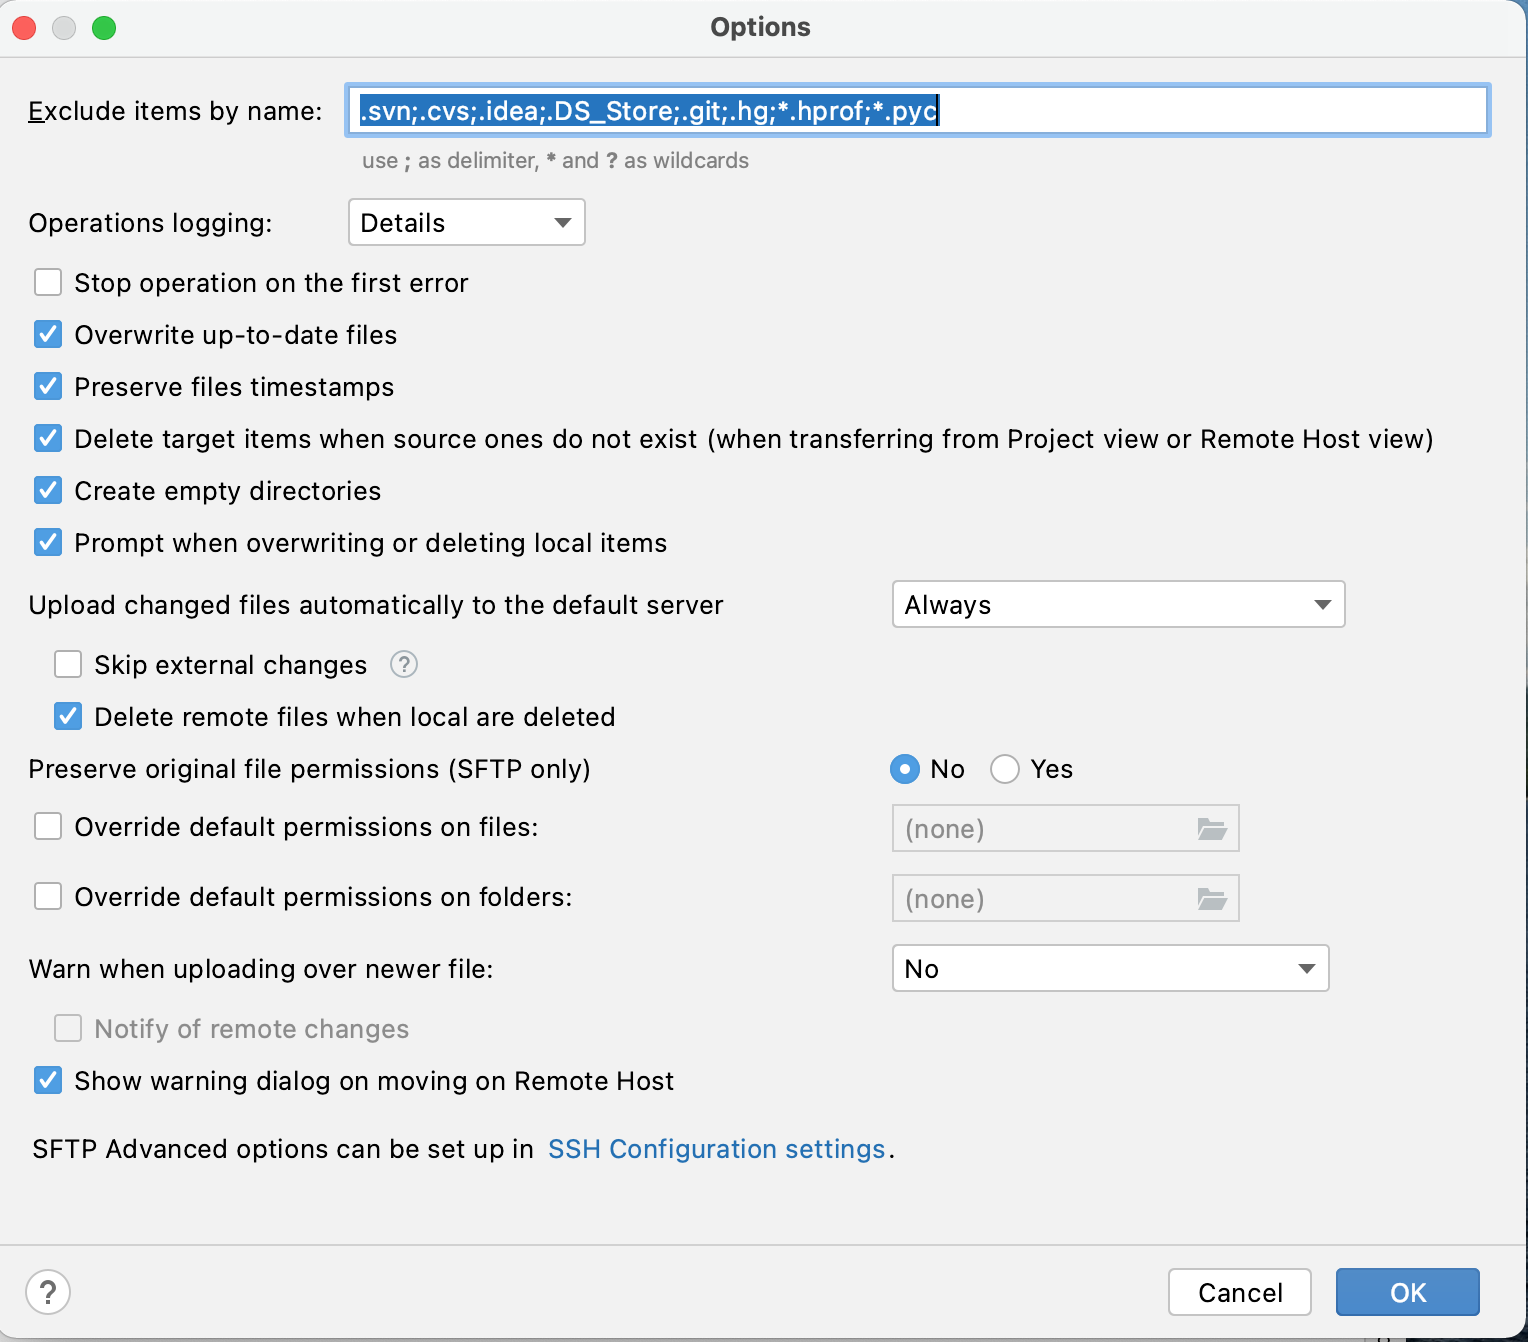 Options
Exclude items by name: .svn;.cvs;.idea;.DS_Store;.git;.hg;*.hprof;*.pyc
use ; as delimiter, * and ? as wildcards
Operations logging: Details
Stop operation on the first error
Overwrite up-to-date files
Preserve files timestamps
Delete target items when source ones do not exist (when transferring from Project view or Remote Host view)
Create empty directories
Prompt when overwriting or deleting local items
Upload changed files automatically to the default server Always
Skip external changes ?
Delete remote files when local are deleted
Preserve original file permissions (SFTP only) No Yes
Override default permissions on files: (none)
Override default permissions on folders: (none)
Warn when uploading over newer file: No
Notify of remote changes
Show warning dialog on moving on Remote Host
SFTP Advanced options can be set up in SSH Configuration settings.
? Cancel OK